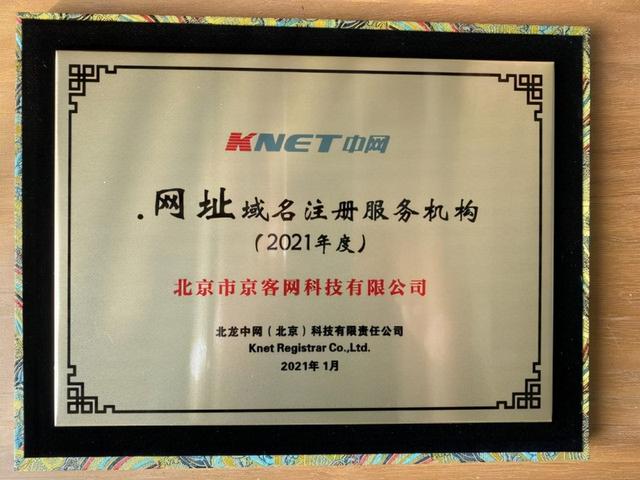 KNET中网
.网址域名注册服务机构
(2021年度)
北京市京客网科技有限公司
北龙中网(北京)科技有限责任公司
Knet Registrar Co.,Ltd.
2021年1月